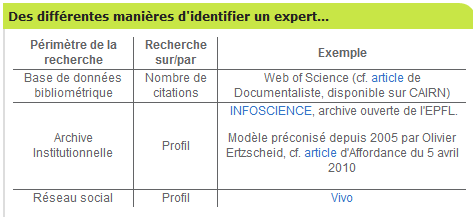 Des différentes manières d'identifier un expert...
Périmètre de la
recherche
Recherche
sur/par
Exemple
Base de données
bibliométrique
Nombre de
citations
Web of Science (cf. article de
Documentaliste, disponible sur CAIRN)
Archive
Institutionnelle
Profil
INFOSCIENCE, archive ouverte de l'EPFL.
Modèle préconisé depuis 2005 par Olivier
Ertzscheid, cf. article d'Affordance du 5 avril
2010
Réseau social
Profil
Vivo